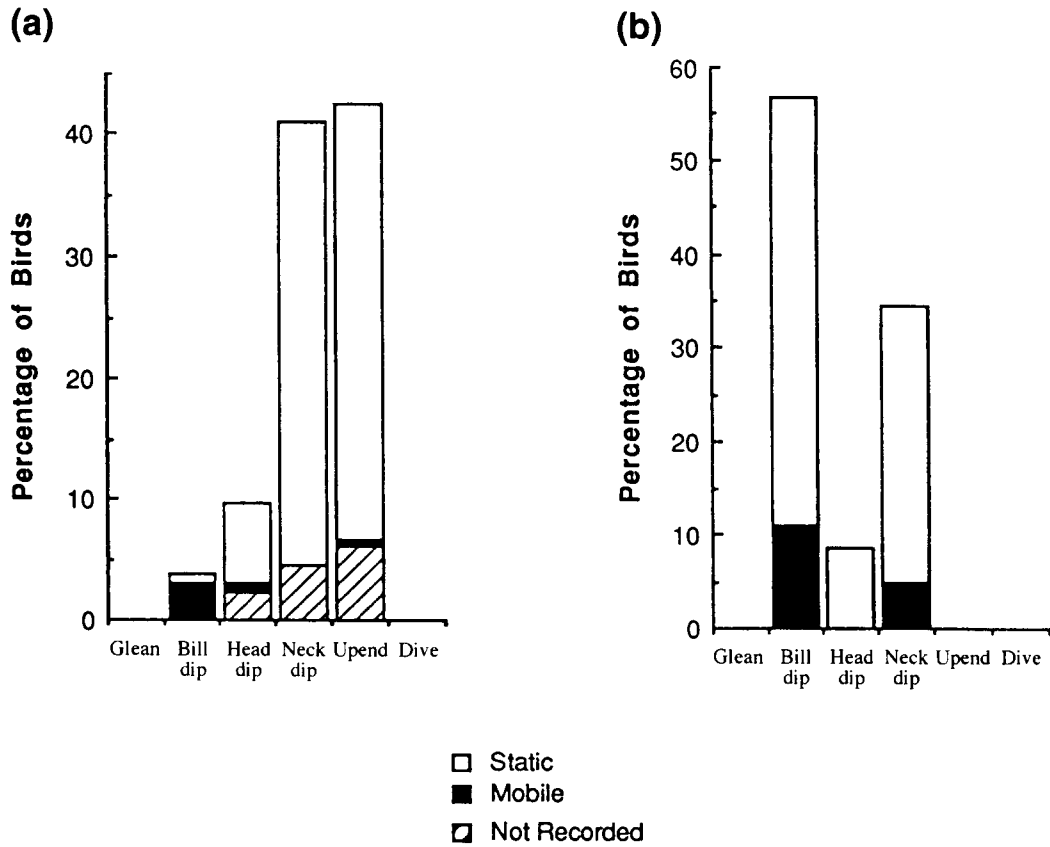 (a)
Percentage of Birds
40
30
20
10
0
Glean Bill dip Head dip Neck dip Upend Dive
(b)
Percentage of Birds
60
50
40
30
20
10
0
Glean Bill dip Head dip Neck dip Upend Dive
Static
Mobile
Not Recorded